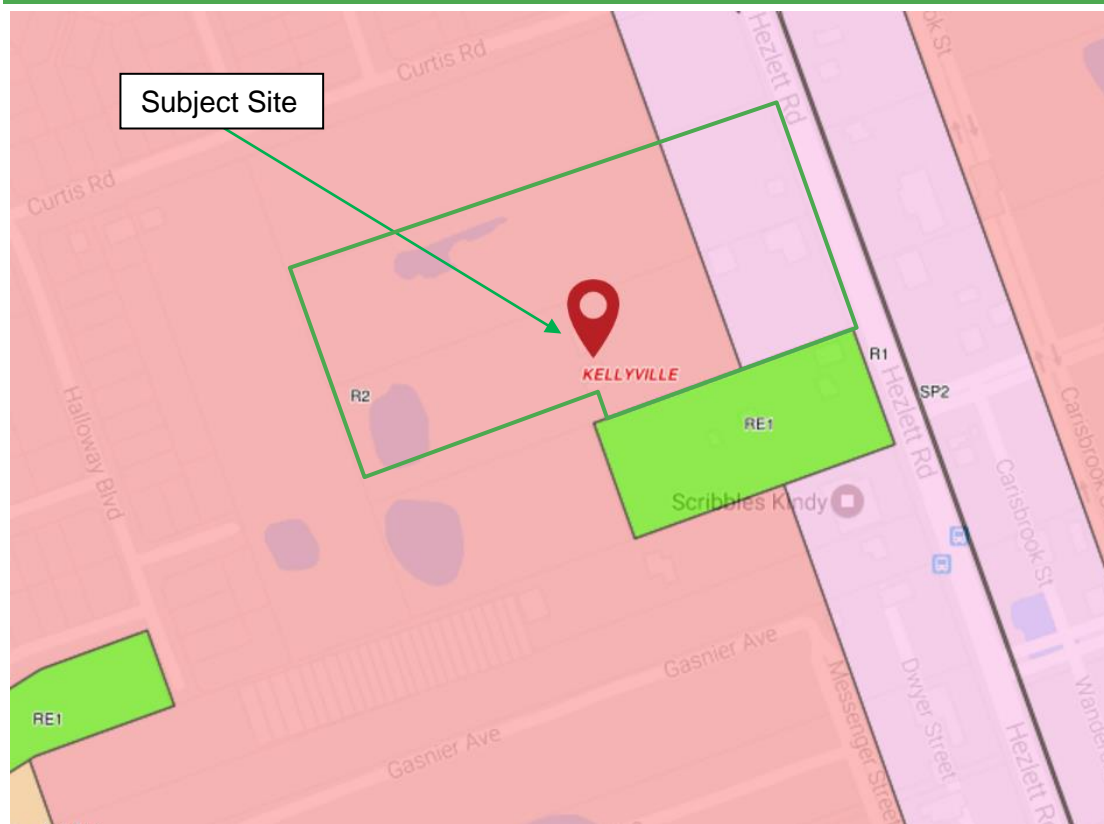 Hezlett Rd
ok St
Curtis Rd
Subject Site
Curtis Rd
KELLYVILLE
R1
R2
SP2
Halloway Blvd
RE1
Hezlett Rd
Carisbrook
Scribbles Kindy
Carisbrook St
Gasnier Ave
Dwyer Street
Messenger Street
RE1
Gasnier Ave
Hezlett R